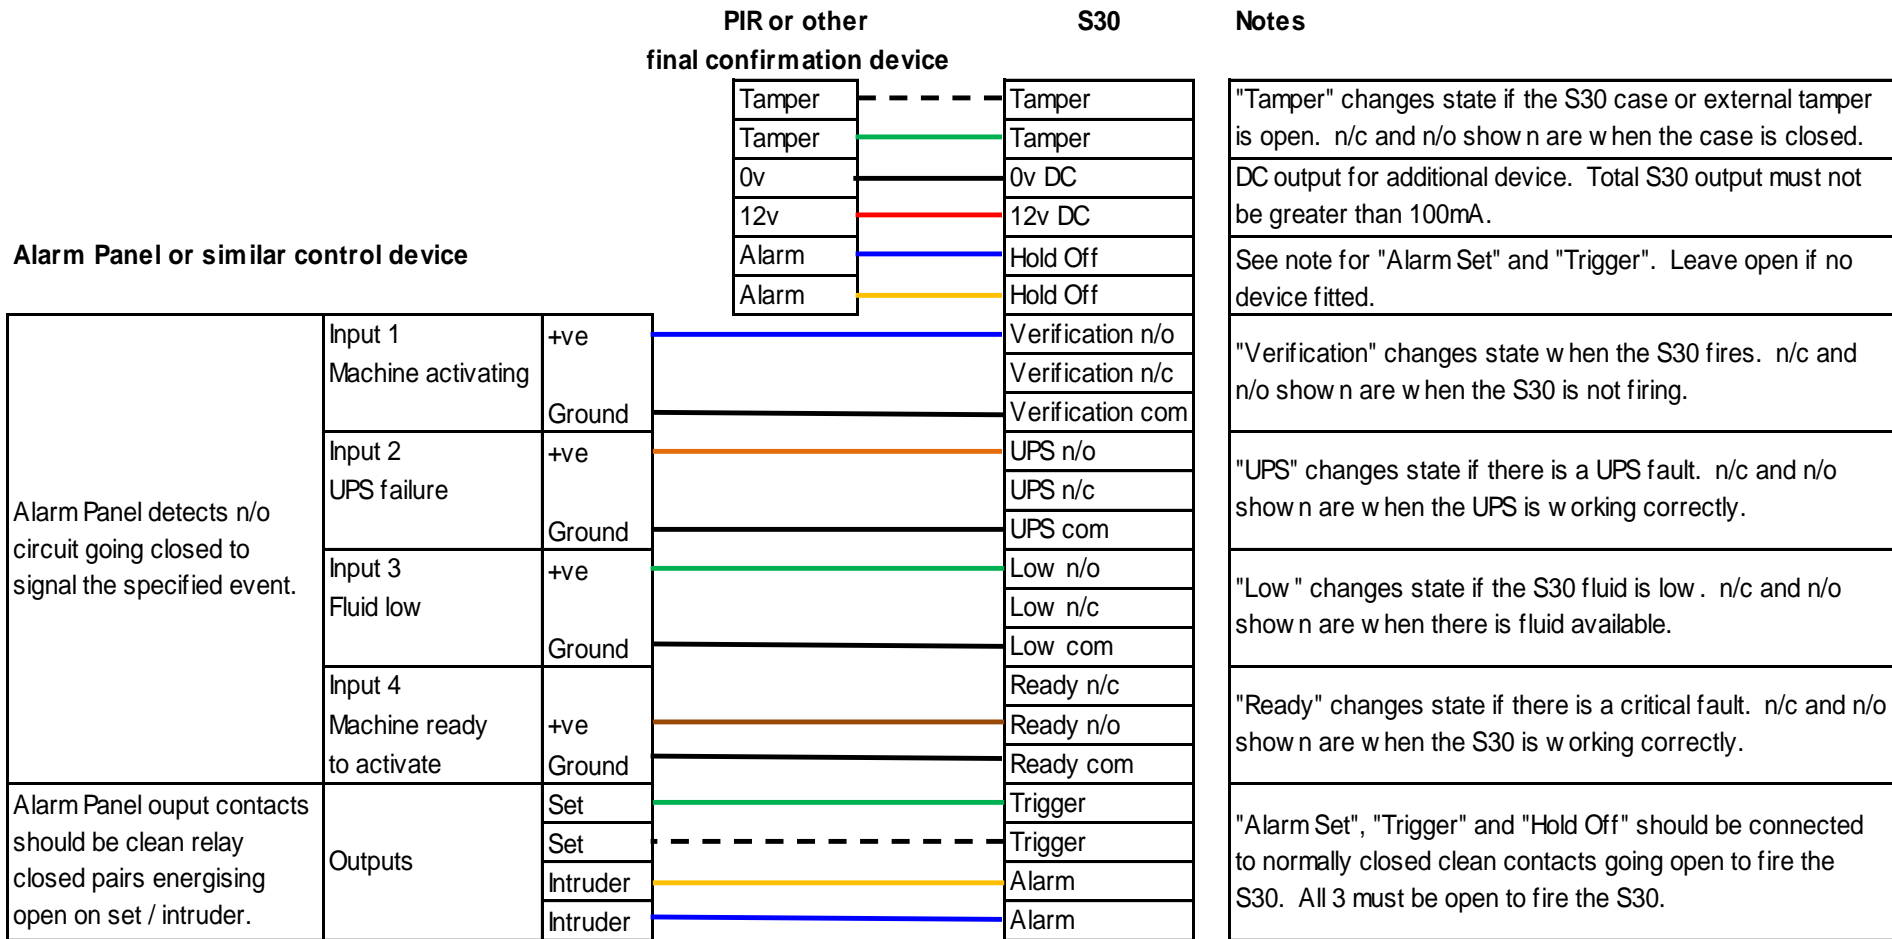 PIR or other
final confirmation device
S30
Notes
Tamper
Tamper
"Tamper" changes state if the S30 case or external tamper
is open. n/c and n/o shown are when the case is closed.
Tamper
Tamper
0v
0v DC
DC output for additional device. Total S30 output must not
be greater than 100mA.
12v
12v DC
Alarm Panel or similar control device
Alarm
Hold Off
See note for "Alarm Set" and "Trigger". Leave open if no
device fitted.
Alarm
Hold Off
Alarm Panel detects n/o
circuit going closed to
signal the specified event.
Input 1
Machine activating
+ve
Ground
Verification n/o
Verification n/c
Verification com
"Verification" changes state when the S30 fires. n/c and
n/o shown are when the S30 is not firing.
Input 2
UPS failure
+ve
Ground
UPS n/o
UPS n/c
UPS com
"UPS" changes state if there is a UPS fault. n/c and n/o
shown are when the UPS is working correctly.
Input 3
Fluid low
+ve
Ground
Low n/o
Low n/c
Low com
"Low" changes state if the S30 fluid is low. n/c and n/o
shown are when there is fluid available.
Input 4
Machine ready
to activate
+ve
Ground
Ready n/c
Ready n/o
Ready com
"Ready" changes state if there is a critical fault. n/c and n/o
shown are when the S30 is working correctly.
Alarm Panel ouput contacts
should be clean relay
closed pairs energising
open on set / intruder.
Outputs
Set
Set
Intruder
Intruder
Trigger
Trigger
Alarm
Alarm
"Alarm Set", "Trigger" and "Hold Off" should be connected
to normally closed clean contacts going open to fire the
S30. All 3 must be open to fire the S30.